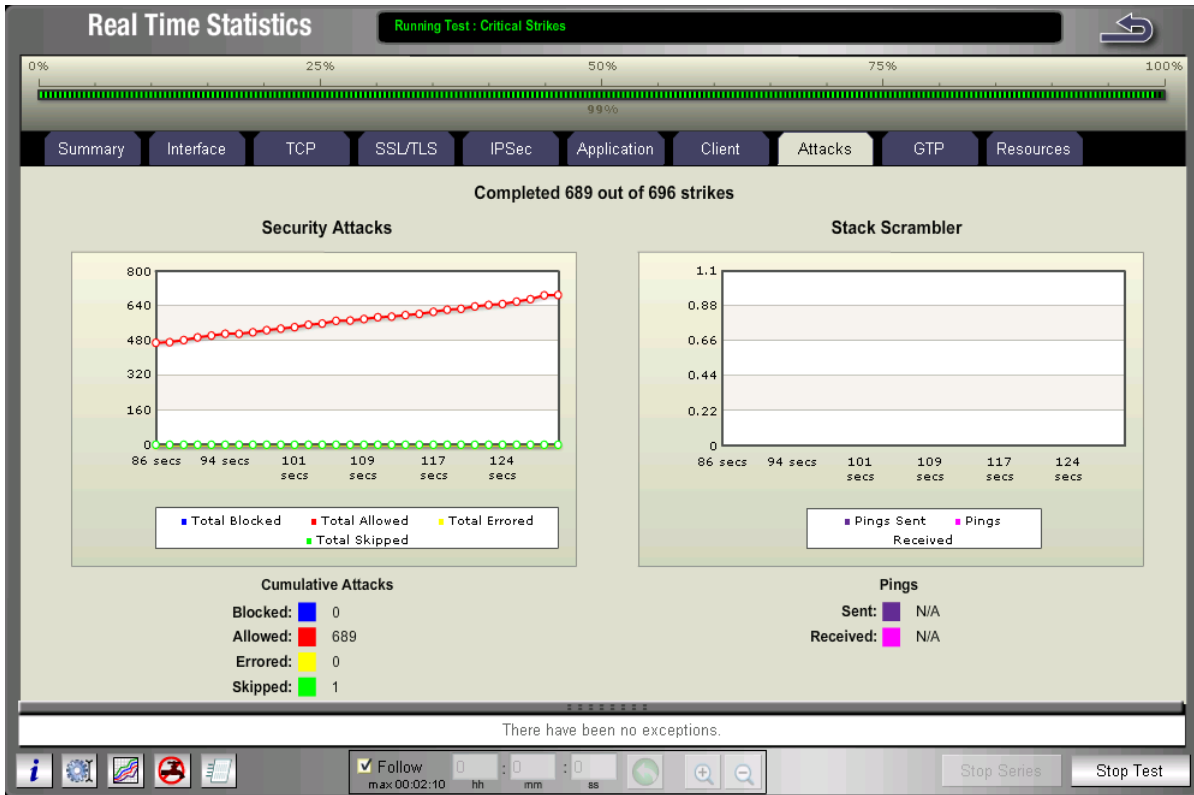 Real Time Statistics
Running Test : Critical Strikes
0% 25% 50% 75% 100%
99%
Summary Interface TCP SSL/TLS IPSec Application Client Attacks GTP Resources
Completed 689 out of 696 strikes
Security Attacks
800
640
480
320
160
0
86 secs 94 secs 101 secs 109 secs 117 secs 124 secs
Total Blocked Total Allowed Total Errored
Total Skipped
Cumulative Attacks
Blocked: 0
Allowed: 689
Errored: 0
Skipped: 1
Stack Scrambler
1.1
0.88
0.66
0.44
0.22
0
86 secs 94 secs 101 secs 109 secs 117 secs 124 secs
Pings Sent Pings
Received
Pings
Sent: N/A
Received: N/A
There have been no exceptions.
i
Follow 0 : 0 : 0
max 00:02:10 hh mm ss
Stop Series Stop Test